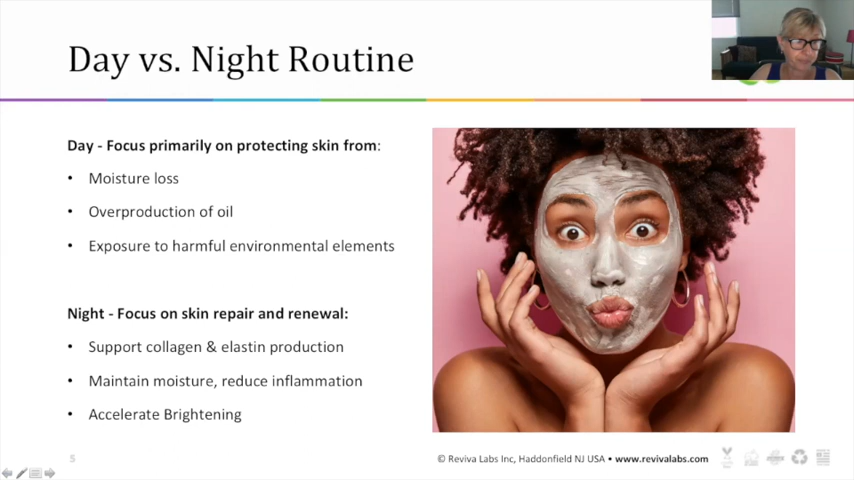 Day vs. Night Routine
Day - Focus primarily on protecting skin from:
• Moisture loss
• Overproduction of oil
• Exposure to harmful environmental elements
Night - Focus on skin repair and renewal:
• Support collagen & elastin production
• Maintain moisture, reduce inflammation
• Accelerate Brightening
5
© Reviva Labs Inc, Haddonfield NJ USA • www.revivalabs.com